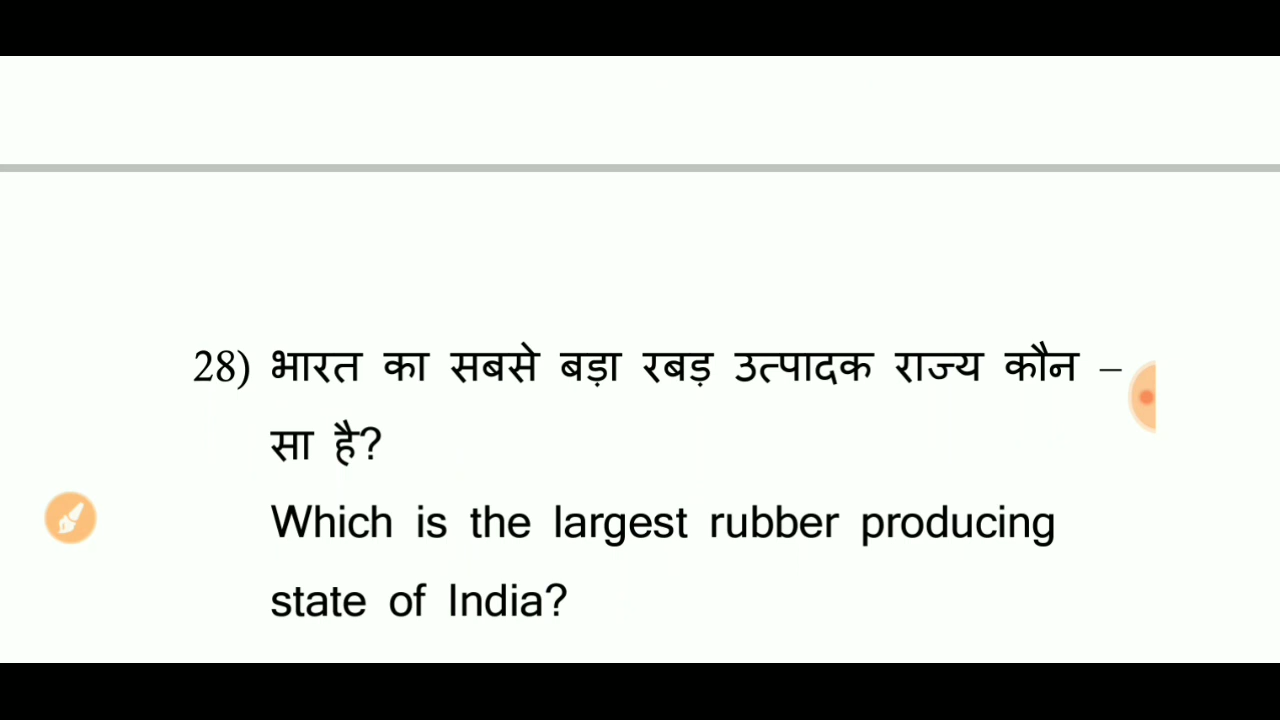 28) भारत का सबसे बड़ा रबड़ उत्पादक राज्य कौन –
सा है?
Which is the largest rubber producing
state of India?